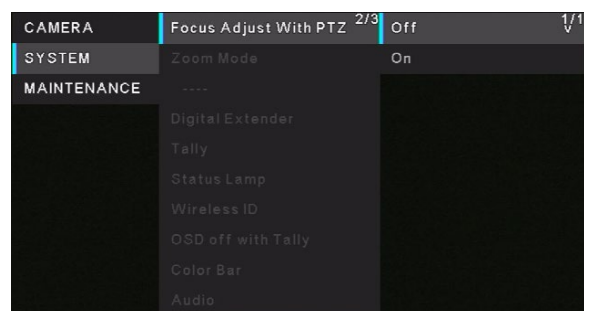 CAMERA
SYSTEM
MAINTENANCE
Focus Adjust With PTZ 2/3
Zoom Mode
----
Digital Extender
Tally
Status Lamp
Wireless ID
OSD off with Tally
Color Bar
Audio
Off 1/1
On